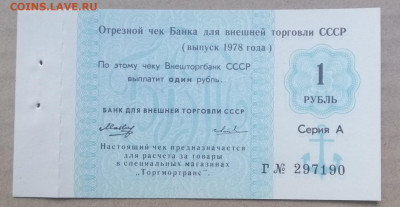 COINS.LAVE.RU
Отрезной чек Банка для внешней торговли СССР
(выпуск 1978 года)
По этому чеку Внешторгбанк СССР
выплатит один рубль.
1
РУБЛЬ
БАНК ДЛЯ ВНЕШНЕЙ ТОРГОВЛИ СССР
Серия А
Настоящий чек предназначается
для расчета за товары
в специальных магазинах
"Торгмортранс".
Г № 297190